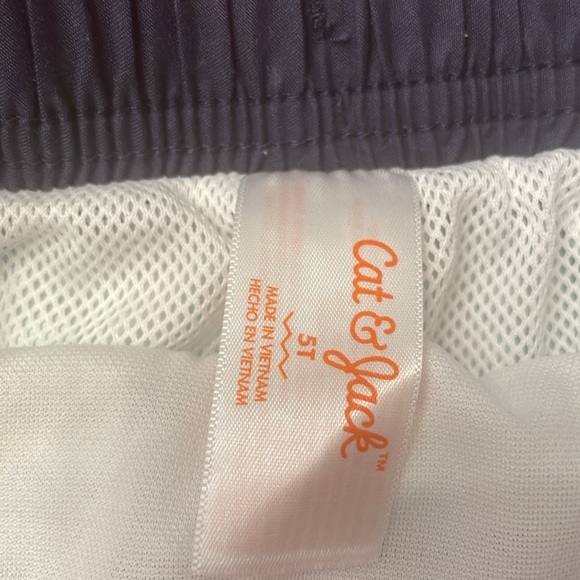 Cat & Jack™
5T
MADE IN VIETNAM
HECHO EN VIETNAM